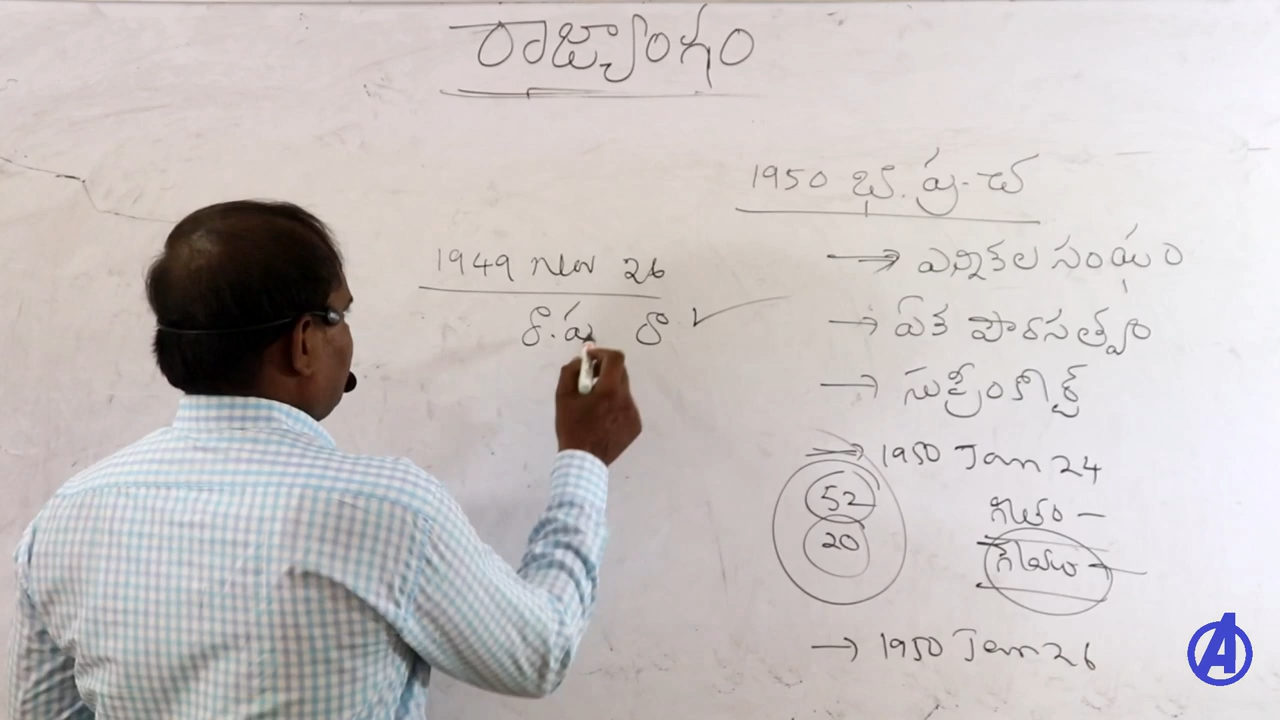 రాజ్యాంగం
1949 Nov 26
రా
1950 భా.ప్ర.చ
→ ఎన్నికల సంఘం
→ ఏక పౌరసత్వం
→ సుప్రీంకోర్ట్
→ 1950 Jan 24
52
20
గీతం –
గేయం
→ 1950 Jan 26